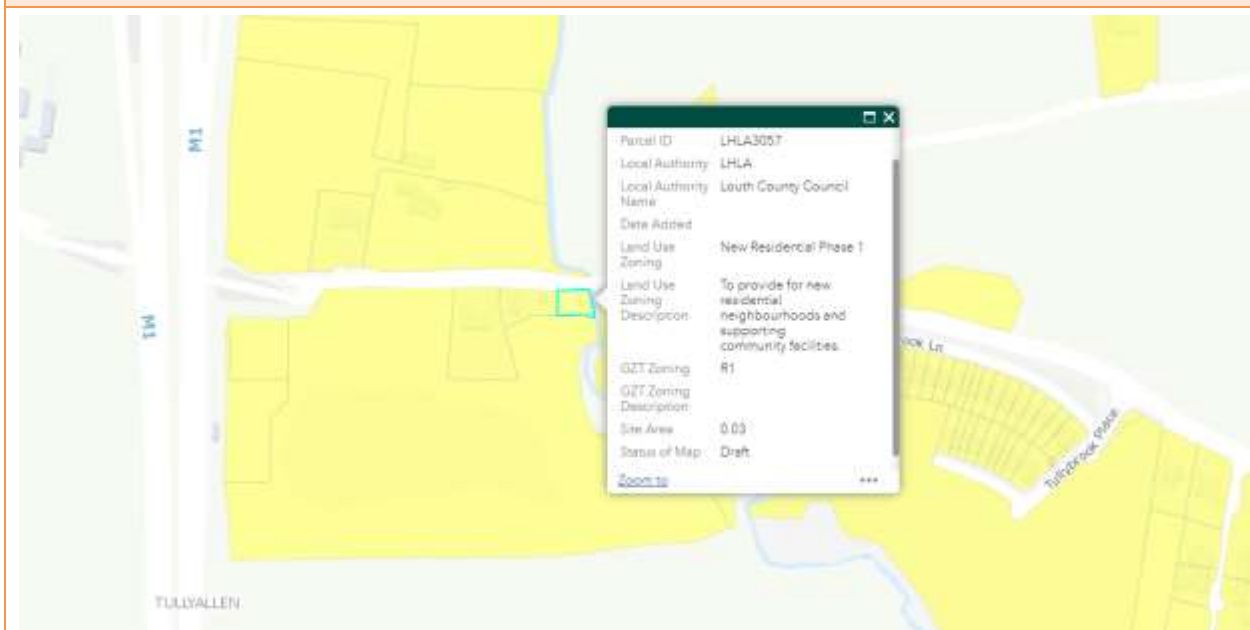 M1
M1
Parcel ID LHLA3057
Local Authority LHLA
Local Authority Louth County Council
Name
Date Added
Land Use New Residential Phase 1
Zoning
Land Use To provide for new
Zoning residential
Description neighbourhoods and
supporting
community facilities.
GZT Zoning R1
GZT Zoning
Description
Site Area 0.03
Status of Map Draft
Zoom to
ook Ln
Tullybrook Place
TULLYALLEN